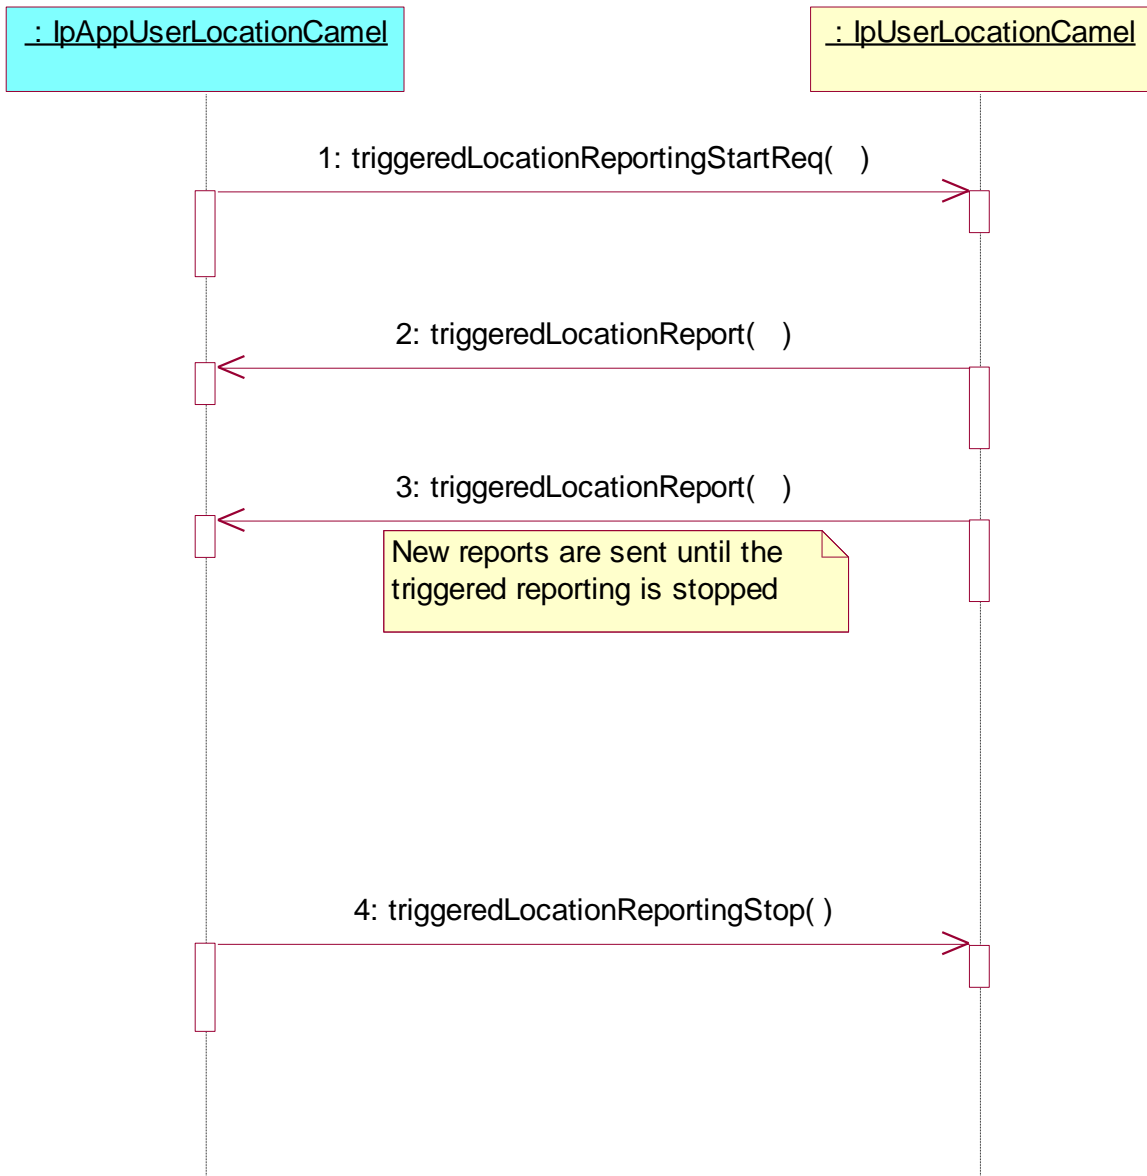 : IpAppUserLocationCamel
: IpUserLocationCamel
1: triggeredLocationReportingStartReq(   )
2: triggeredLocationReport(   )
3: triggeredLocationReport(   )
New reports are sent until the
triggered reporting is stopped
4: triggeredLocationReportingStop( )